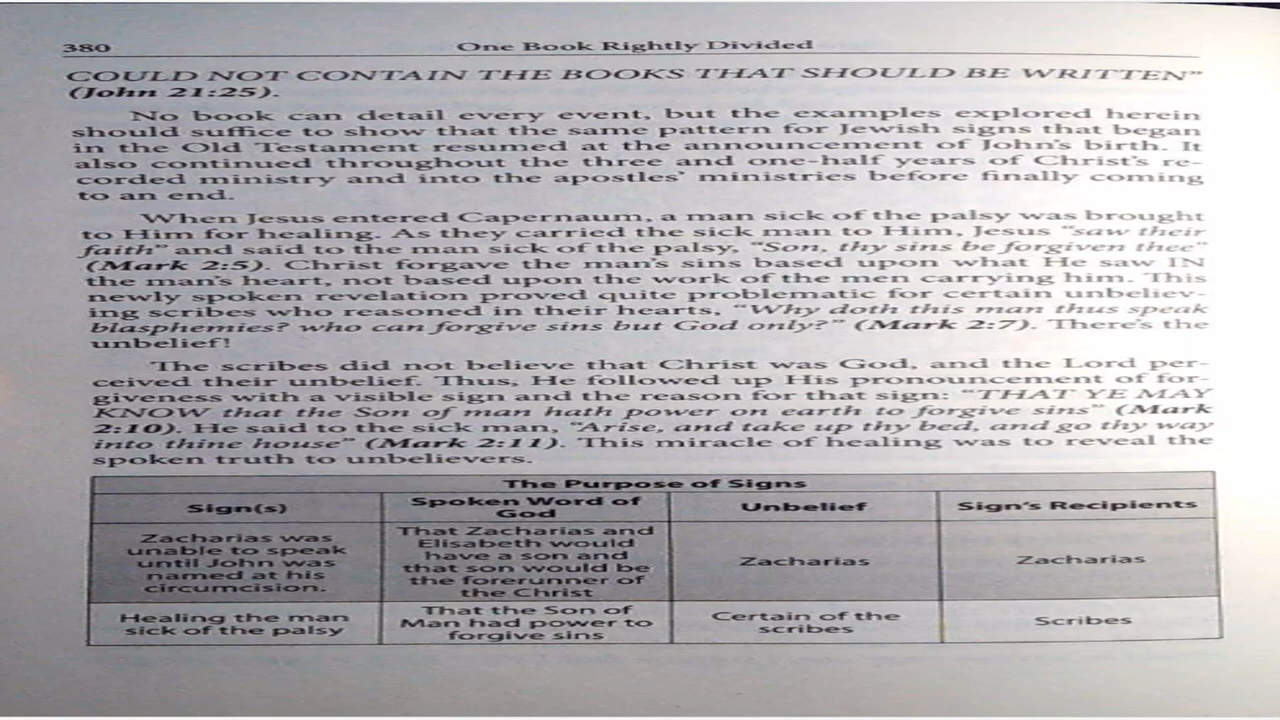 380
One Book Rightly Divided
COULD NOT CONTAIN THE BOOKS THAT SHOULD BE WRITTEN"
(John 21:25).
No book can detail every event, but the examples explored herein
should suffice to show that the same pattern for Jewish signs that began
in the Old Testament resumed at the announcement of John's birth. It
also continued throughout the three and one-half years of Christ's re-
corded ministry and into the apostles' ministries before finally coming
to an end.
When Jesus entered Capernaum, a man sick of the palsy was brought
to Him for healing. As they carried the sick man to Him, Jesus "saw their
faith" and said to the man sick of the palsy, "Son, thy sins be forgiven thee"
(Mark 2:5). Christ forgave the man's sins based upon what He saw IN
the man's heart, not based upon the work of the men carrying him. This
newly spoken revelation proved quite problematic for certain unbeliev-
ing scribes who reasoned in their hearts, "Why doth this man thus speak
blasphemies? who can forgive sins but God only?" (Mark 2:7). There's the
unbelief!
The scribes did not believe that Christ was God, and the Lord per-
ceived their unbelief. Thus, He followed up His pronouncement of for-
giveness with a visible sign and the reason for that sign: "THAT YE MAY
KNOW that the Son of man hath power on earth to forgive sins" (Mark
2:10). He said to the sick man, "Arise, and take up thy bed, and go thy way
into thine house" (Mark 2:11). This miracle of healing was to reveal the
spoken truth to unbelievers.
The Purpose of Signs
Sign(s)
Spoken Word of
God
Unbelief
Sign's Recipients
Zacharias was
unable to speak
until John was
named at his
circumcision.
That Zacharias and
Elisabeth would
have a son and
that son would be
the forerunner of
the Christ
Zacharias
Zacharias
Healing the man
sick of the palsy
That the Son of
Man had power to
forgive sins
Certain of the
scribes
Scribes